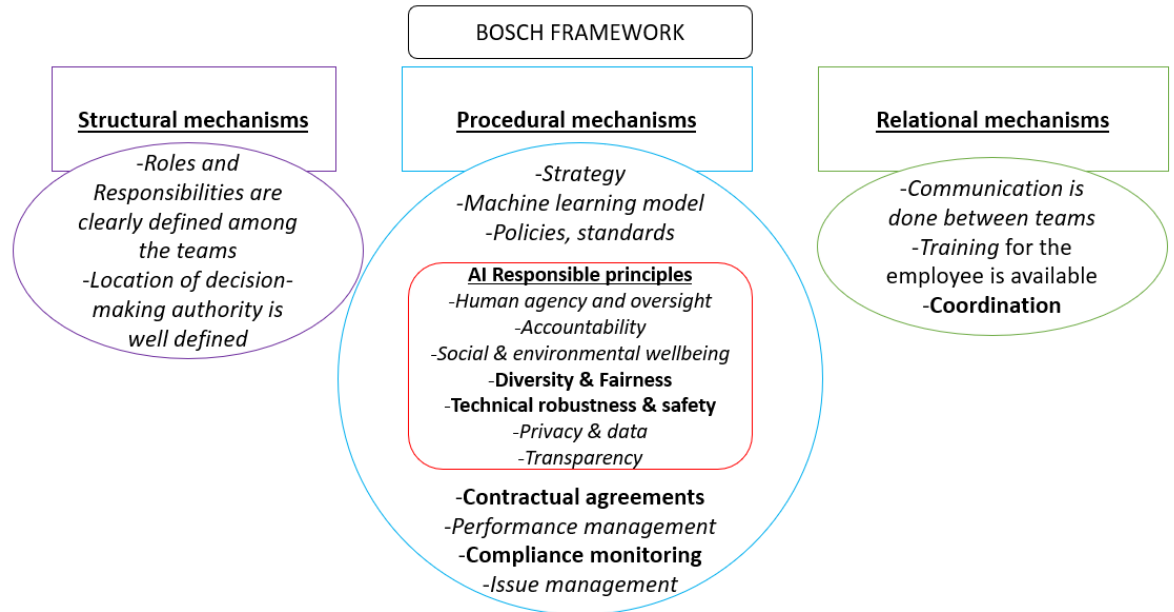 BOSCH FRAMEWORK
Structural mechanisms
-Roles and
Responsibilities are
clearly defined among
the teams
-Location of decision-
making authority is
well defined
Procedural mechanisms
-Strategy
-Machine learning model
-Policies, standards
AI Responsible principles
-Human agency and oversight
-Accountability
-Social & environmental wellbeing
-Diversity & Fairness
-Technical robustness & safety
-Privacy & data
-Transparency
-Contractual agreements
-Performance management
-Compliance monitoring
-Issue management
Relational mechanisms
-Communication is
done between teams
-Training for the
employee is available
-Coordination